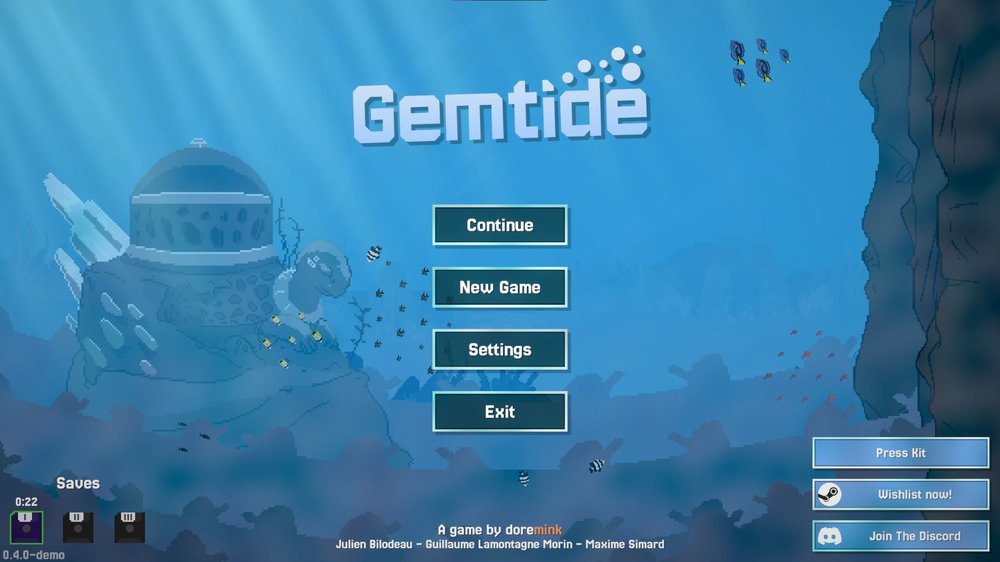 Gemtide
Continue
New Game
Settings
Exit
Press Kit
Wishlist now!
Join The Discord
Saves
0:22
I II III
0.4.0-demo
A game by doremink
Julien Bilodeau - Guillaume Lamontagne Morin - Maxime Simard